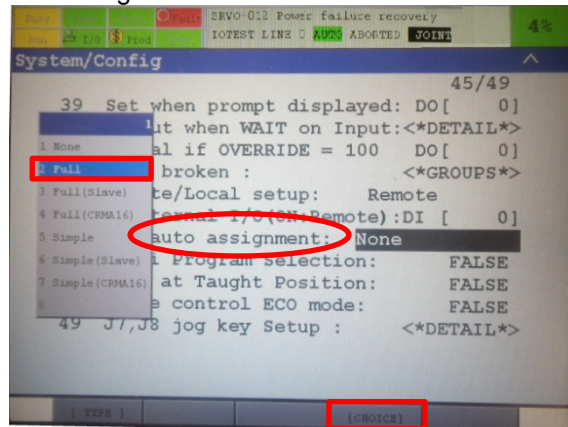 Busy
Fault
SRVO-012 Power failure recovery
Run I/O Prod
IOTEST LINE 0 AUTO ABORTED JOINT
4%
System/Config
45/49
39 Set when prompt displayed: DO[ 0]
ut when WAIT on Input:<*DETAIL*>
al if OVERRIDE = 100 DO[ 0]
broken : <*GROUPS*>
te/Local setup: Remote
ternal I/O(ON:Remote):DI [ 0]
auto assignment: None
Program Selection: FALSE
at Taught Position: FALSE
e control ECO mode: FALSE
49 J7,J8 jog key Setup : <*DETAIL*>
1
1 None
2 Full
3 Full(Slave)
4 Full(CRMA16)
5 Simple
6 Simple(Slave)
7 Simple(CRMA16)
8
[ TYPE ]
[CHOICE]